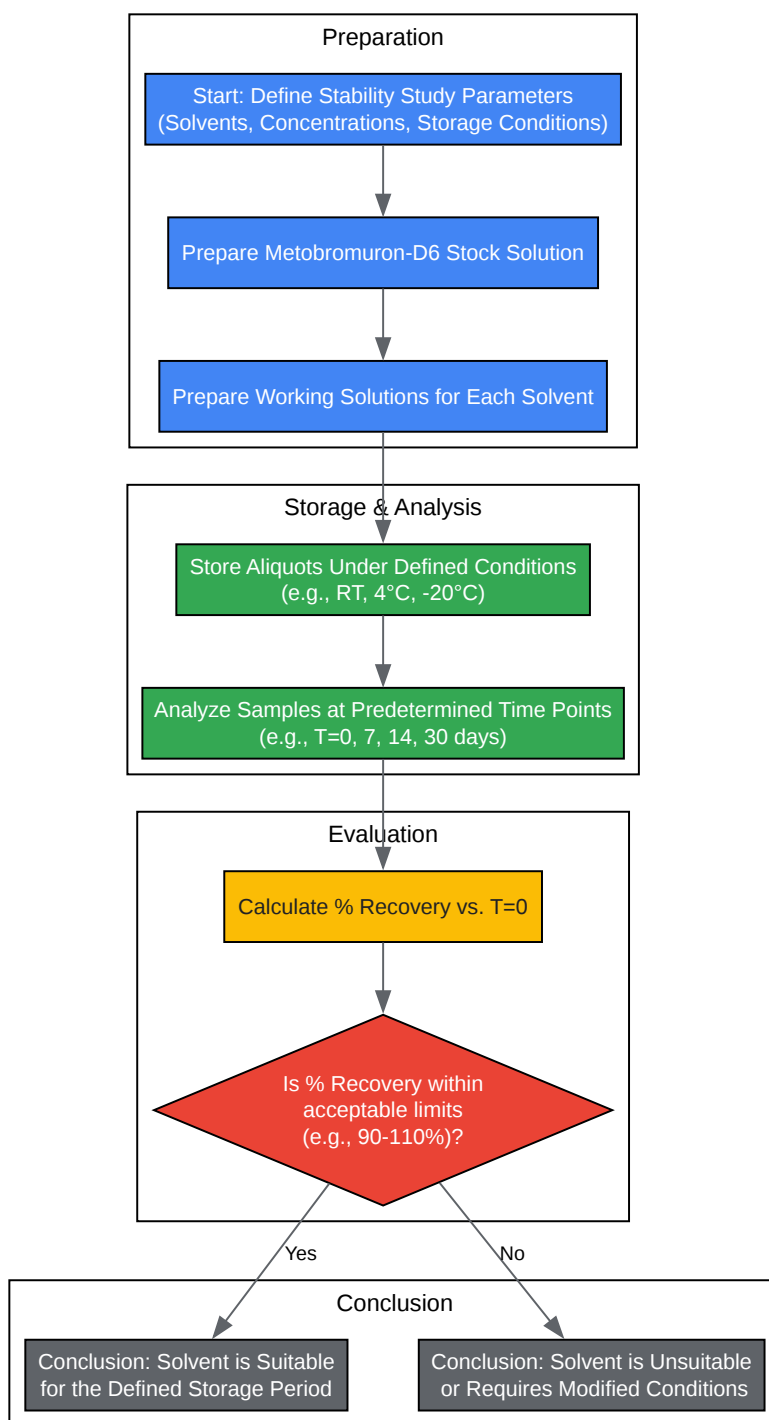 Preparation
Start: Define Stability Study Parameters
(Solvents, Concentrations, Storage Conditions)
Prepare Metobromuron-D6 Stock Solution
Prepare Working Solutions for Each Solvent
Storage & Analysis
Store Aliquots Under Defined Conditions
(e.g., RT, 4°C, -20°C)
Analyze Samples at Predetermined Time Points
(e.g., T=0, 7, 14, 30 days)
Evaluation
Calculate % Recovery vs. T=0
Is % Recovery within
acceptable limits
(e.g., 90-110%)?
Yes
No
Conclusion
Conclusion: Solvent is Suitable
for the Defined Storage Period
Conclusion: Solvent is Unsuitable
or Requires Modified Conditions